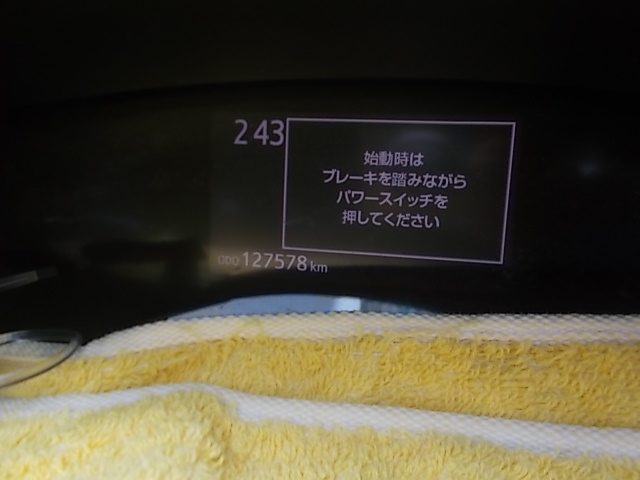 2 43
始動時は
ブレーキを踏みながら
パワースイッチを
押してください
ODO 127578 km